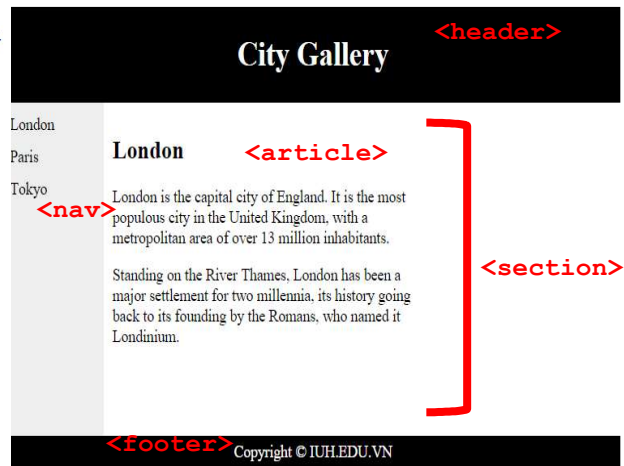 <header>
City Gallery
London
Paris
Tokyo
<nav>
London
<article>
London is the capital city of England. It is the most
populous city in the United Kingdom, with a
metropolitan area of over 13 million inhabitants.
Standing on the River Thames, London has been a
major settlement for two millennia, its history going
back to its founding by the Romans, who named it
Londinium.
<section>
<footer>
Copyright © IUH.EDU.VN